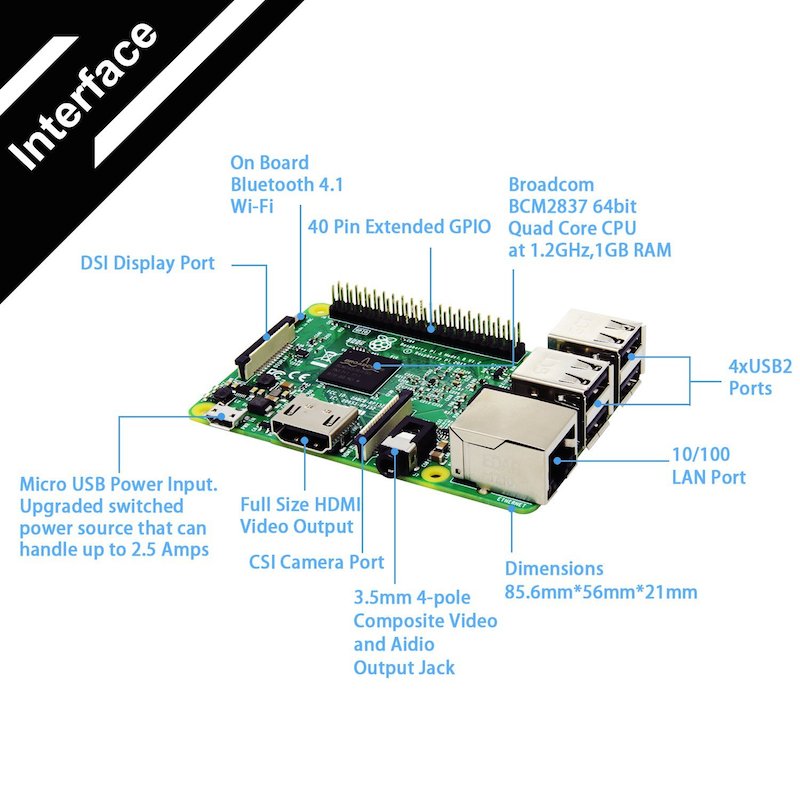 Interface
On Board
Bluetooth 4.1
Wi-Fi
Broadcom
BCM2837 64bit
Quad Core CPU
at 1.2GHz,1GB RAM
40 Pin Extended GPIO
DSI Display Port
4xUSB2
Ports
10/100
LAN Port
Micro USB Power Input.
Upgraded switched
power source that can
handle up to 2.5 Amps
Full Size HDMI
Video Output
CSI Camera Port
3.5mm 4-pole
Composite Video
and Aidio
Output Jack
Dimensions
85.6mm*56mm*21mm
ETHERNET